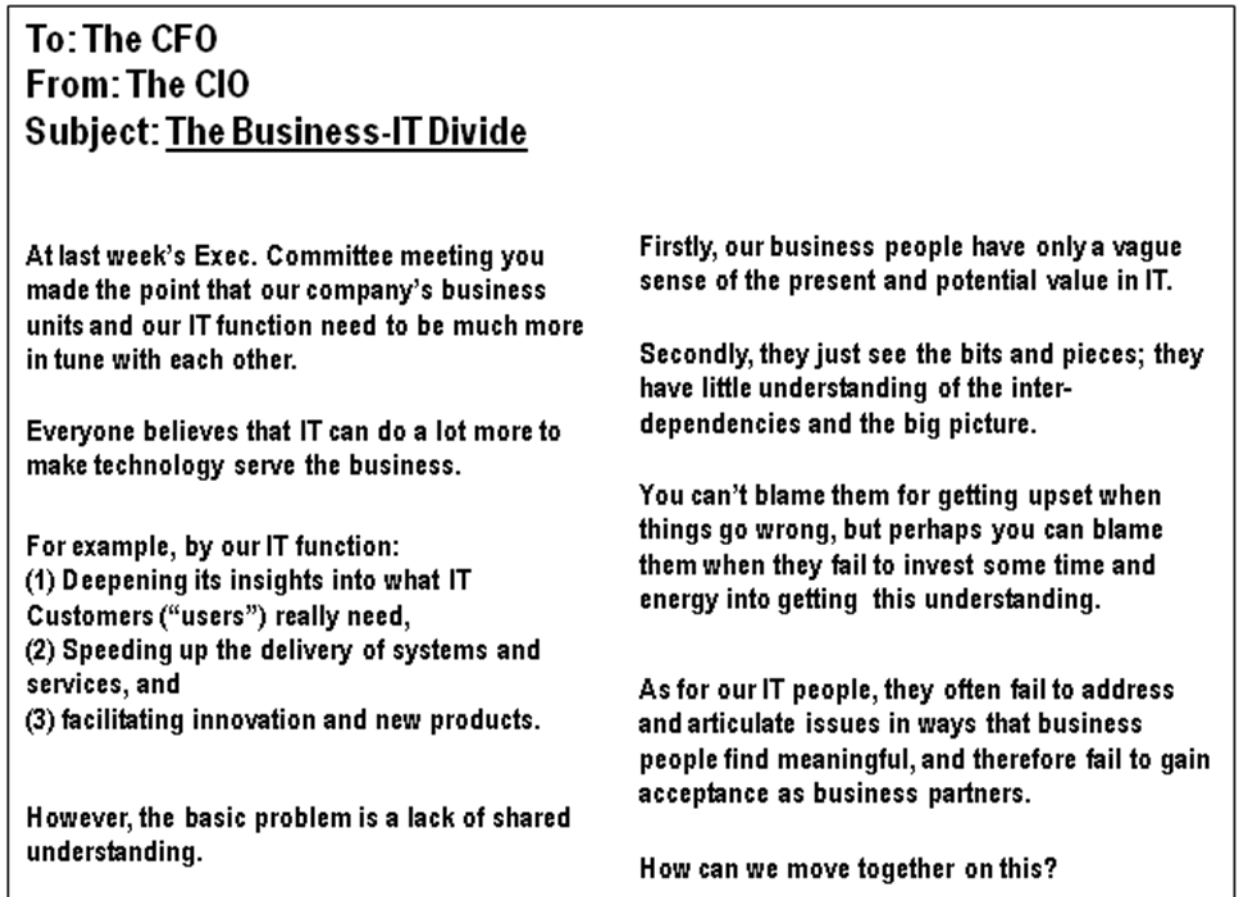 To: The CFO
From: The CIO
Subject: The Business-IT Divide
At last week's Exec. Committee meeting you
made the point that our company's business
units and our IT function need to be much more
in tune with each other.
Everyone believes that IT can do a lot more to
make technology serve the business.
For example, by our IT function:
(1) Deepening its insights into what IT
Customers ("users") really need,
(2) Speeding up the delivery of systems and
services, and
(3) facilitating innovation and new products.
However, the basic problem is a lack of shared
understanding.
Firstly, our business people have only a vague
sense of the present and potential value in IT.
Secondly, they just see the bits and pieces; they
have little understanding of the inter-
dependencies and the big picture.
You can't blame them for getting upset when
things go wrong, but perhaps you can blame
them when they fail to invest some time and
energy into getting this understanding.
As for our IT people, they often fail to address
and articulate issues in ways that business
people find meaningful, and therefore fail to gain
acceptance as business partners.
How can we move together on this?